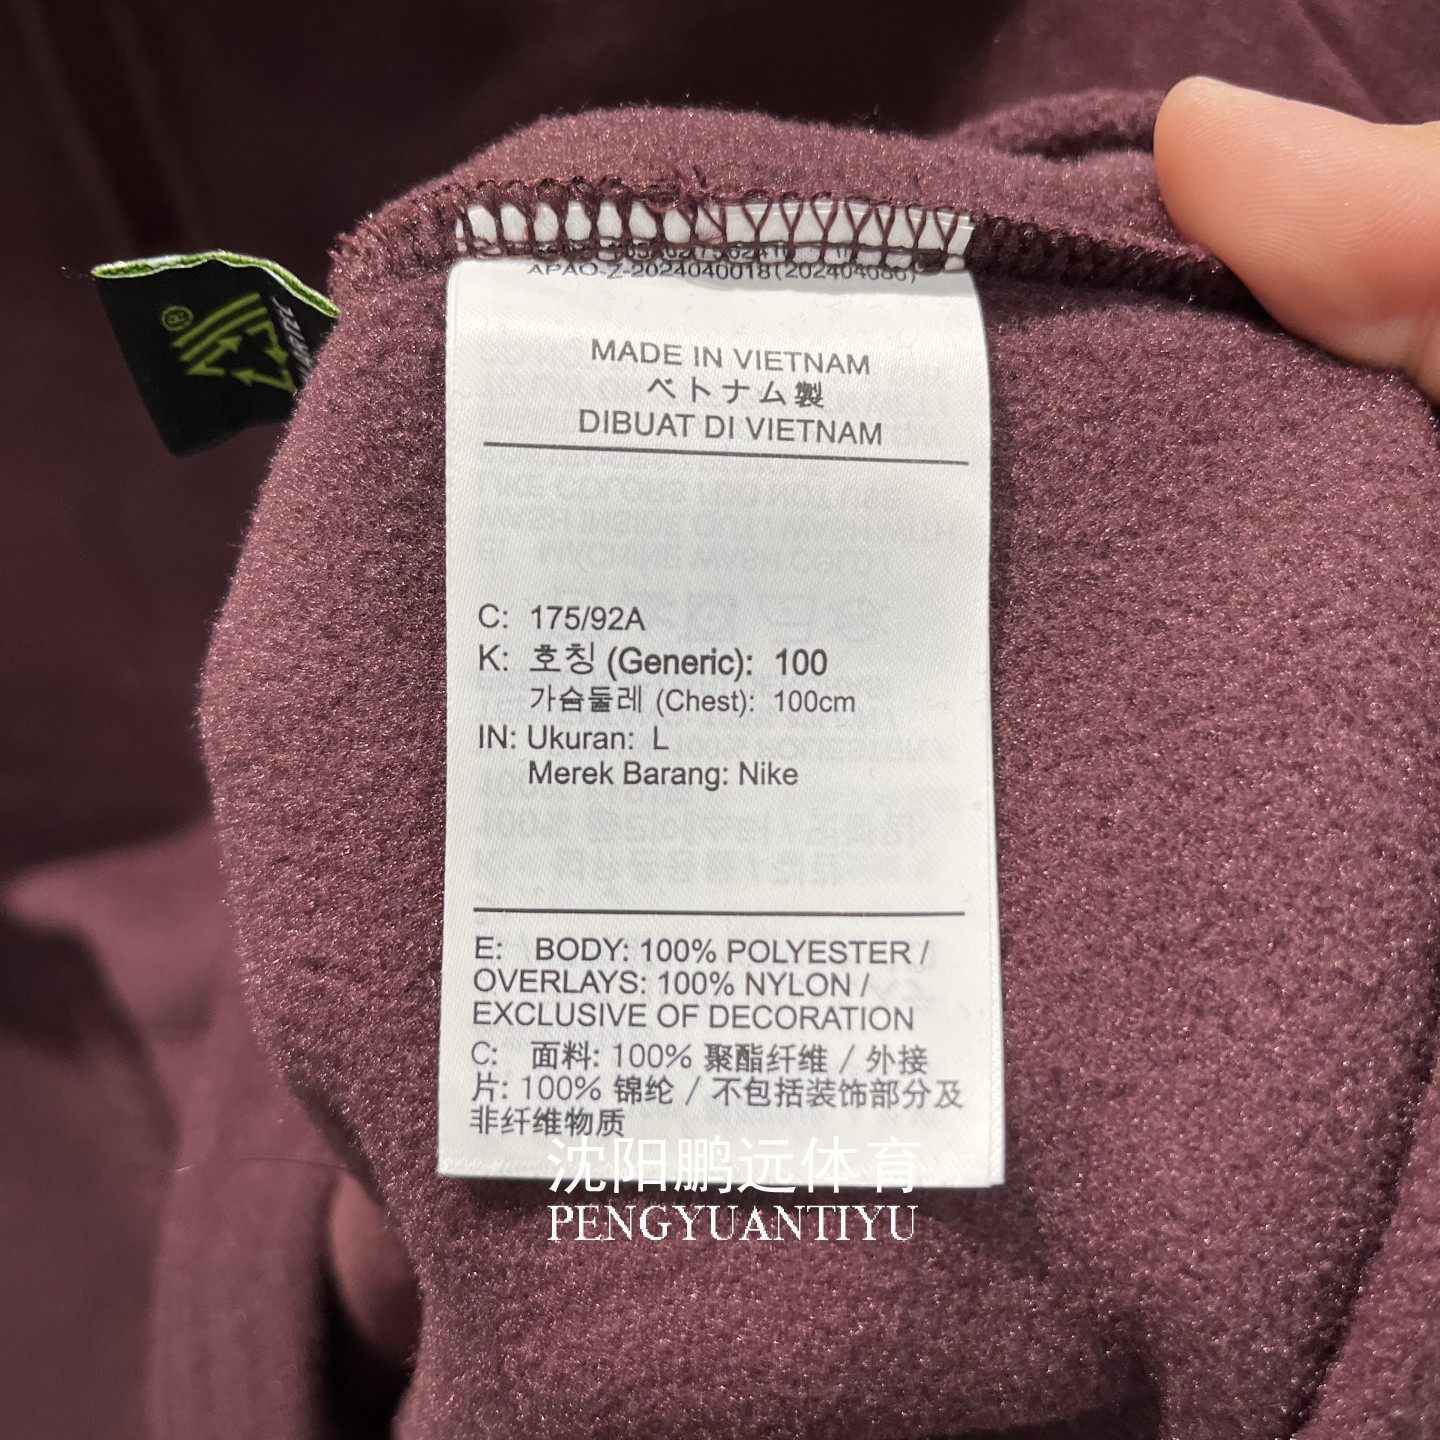 APAO-Z-2024040018(202404086)
MADE IN VIETNAM
ベトナム製
DIBUAT DI VIETNAM
C: 175/92A
K: 호칭 (Generic): 100
가슴둘레 (Chest): 100cm
IN: Ukuran: L
Merek Barang: Nike
E: BODY: 100% POLYESTER /
OVERLAYS: 100% NYLON /
EXCLUSIVE OF DECORATION
C: 面料: 100% 聚酯纤维 / 外接
片: 100% 锦纶 / 不包括装饰部分及
非纤维物质
沈阳鹏远体育
PENGYUANTIYU